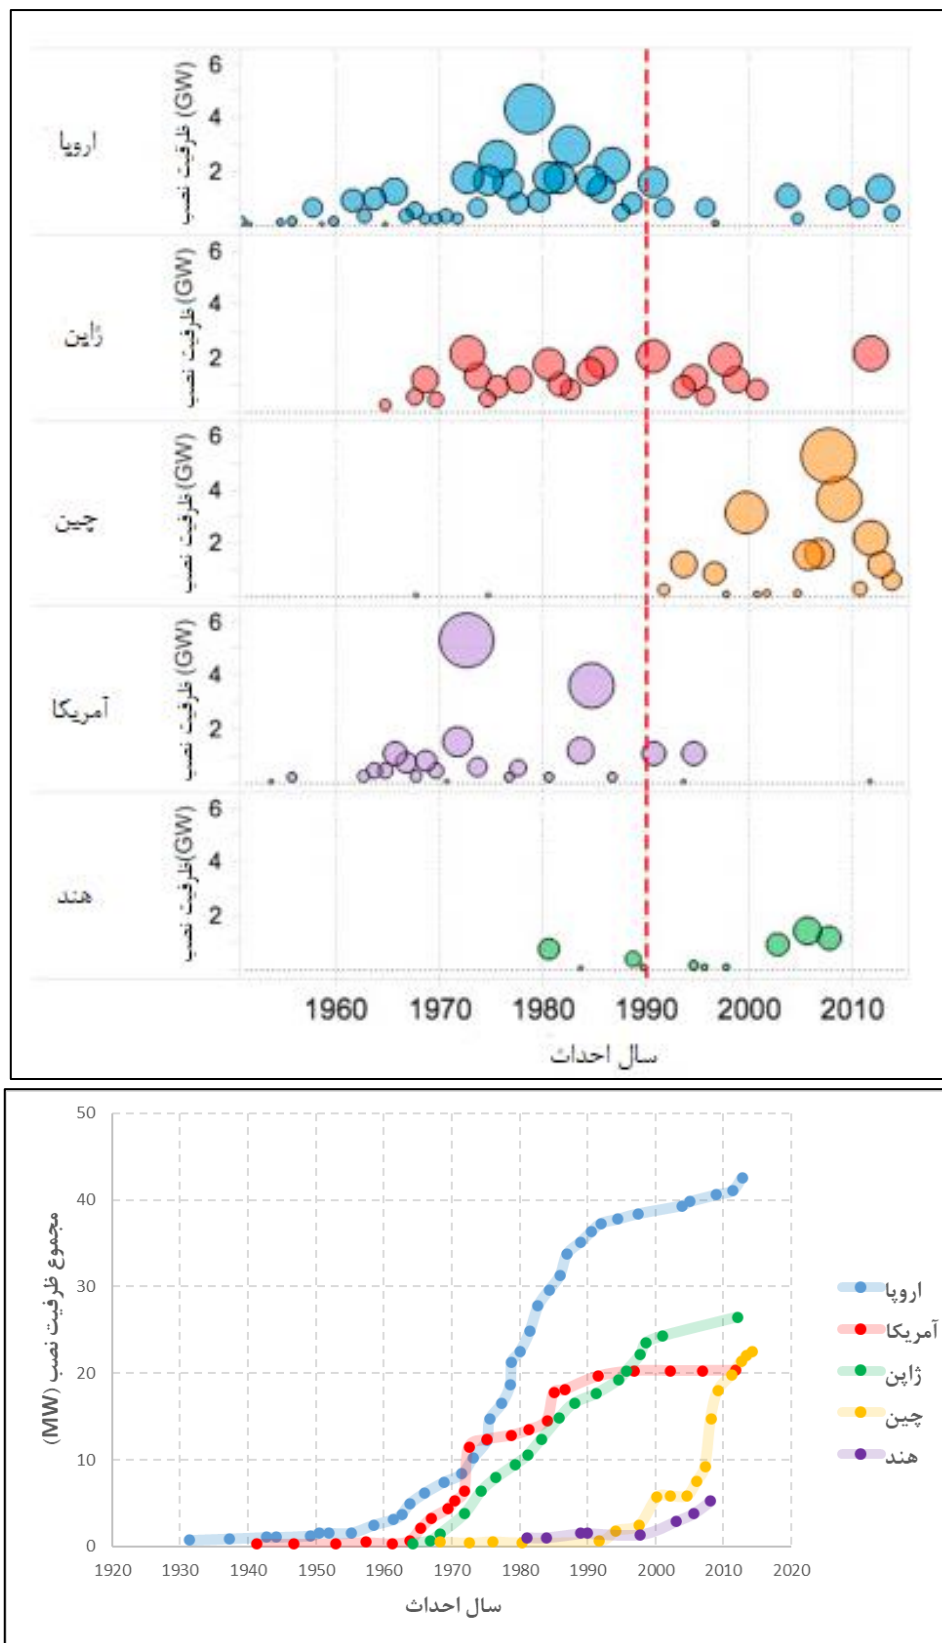 اروپا
ظرفیت نصب (GW)
6
4
2
ژاپن
ظرفیت نصب (GW)
6
4
2
چین
ظرفیت نصب (GW)
6
4
2
آمریکا
ظرفیت نصب (GW)
6
4
2
هند
ظرفیت نصب(GW)
6
4
2
1960 1970 1980 1990 2000 2010
سال احداث
مجموع ظرفیت نصب (MW)
50
40
30
20
10
0
1920 1930 1940 1950 1960 1970 1980 1990 2000 2010 2020
سال احداث
اروپا
آمریکا
ژاپن
چین
هند